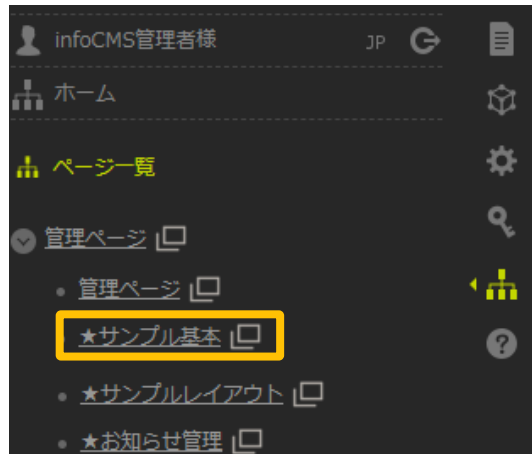 infoCMS管理者様 JP
ホーム
ページ一覧
管理ページ
管理ページ
★サンプル基本
★サンプルレイアウト
★お知らせ管理